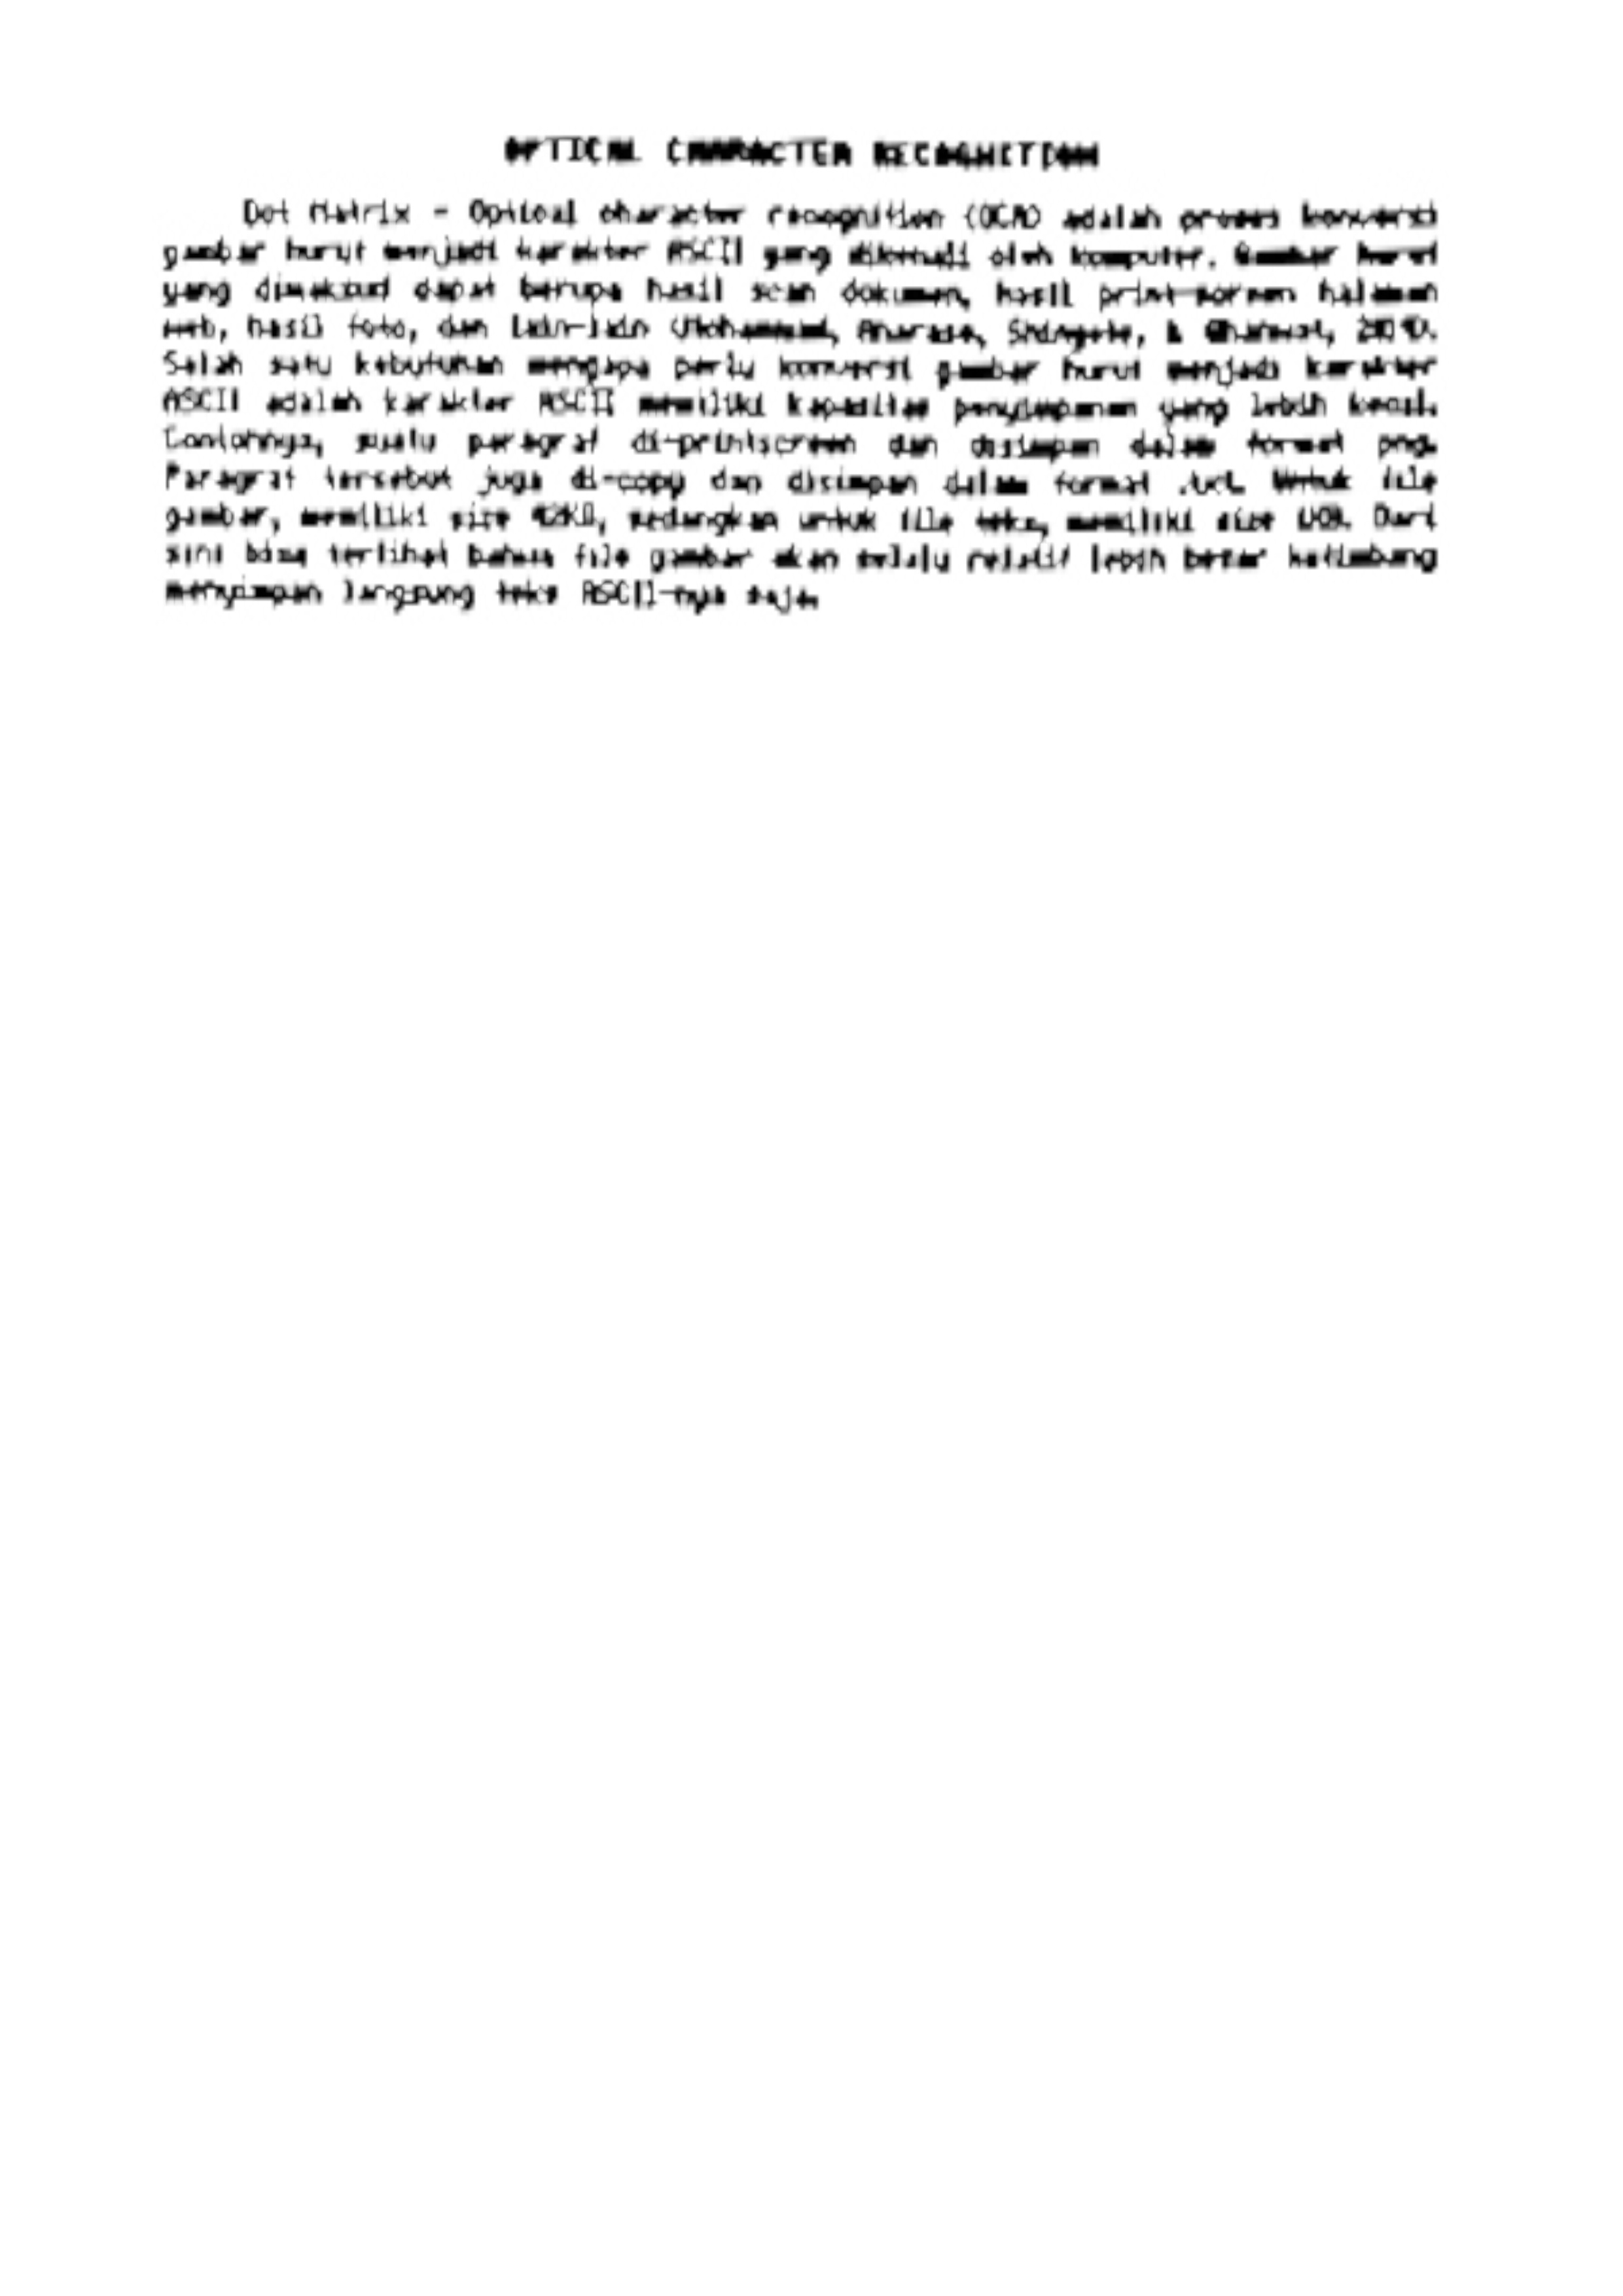 OPTICAL CHARACTER RECOGNITION
Dot Matrix - Optical character recognition (OCR) adalah proses konversi
gambar huruf menjadi karakter ASCII yang dikenali oleh komputer. Gambar huruf
yang dimaksud dapat berupa hasil scan dokumen, hasil print-screen halaman
web, hasil foto, dan lain-lain (Mohammad, Anarase, Shingote, & Ghanwat, 2014).
Salah satu kebutuhan mengapa perlu konversi gambar huruf menjadi karakter
ASCII adalah karakter ASCII memiliki kapasitas penyimpanan yang lebih kecil.
Contohnya, suatu paragraf di-printscreen dan disimpan dalam format png.
Paragraf tersebut juga di-copy dan disimpan dalam format .txt. Untuk file
gambar, memiliki size sedangkan untuk file teks, memiliki size Dari
sini bisa terlihat bahwa file gambar akan selalu relatif lebih besar ketimbang
menyimpan langsung teks ASCII-nya saja.